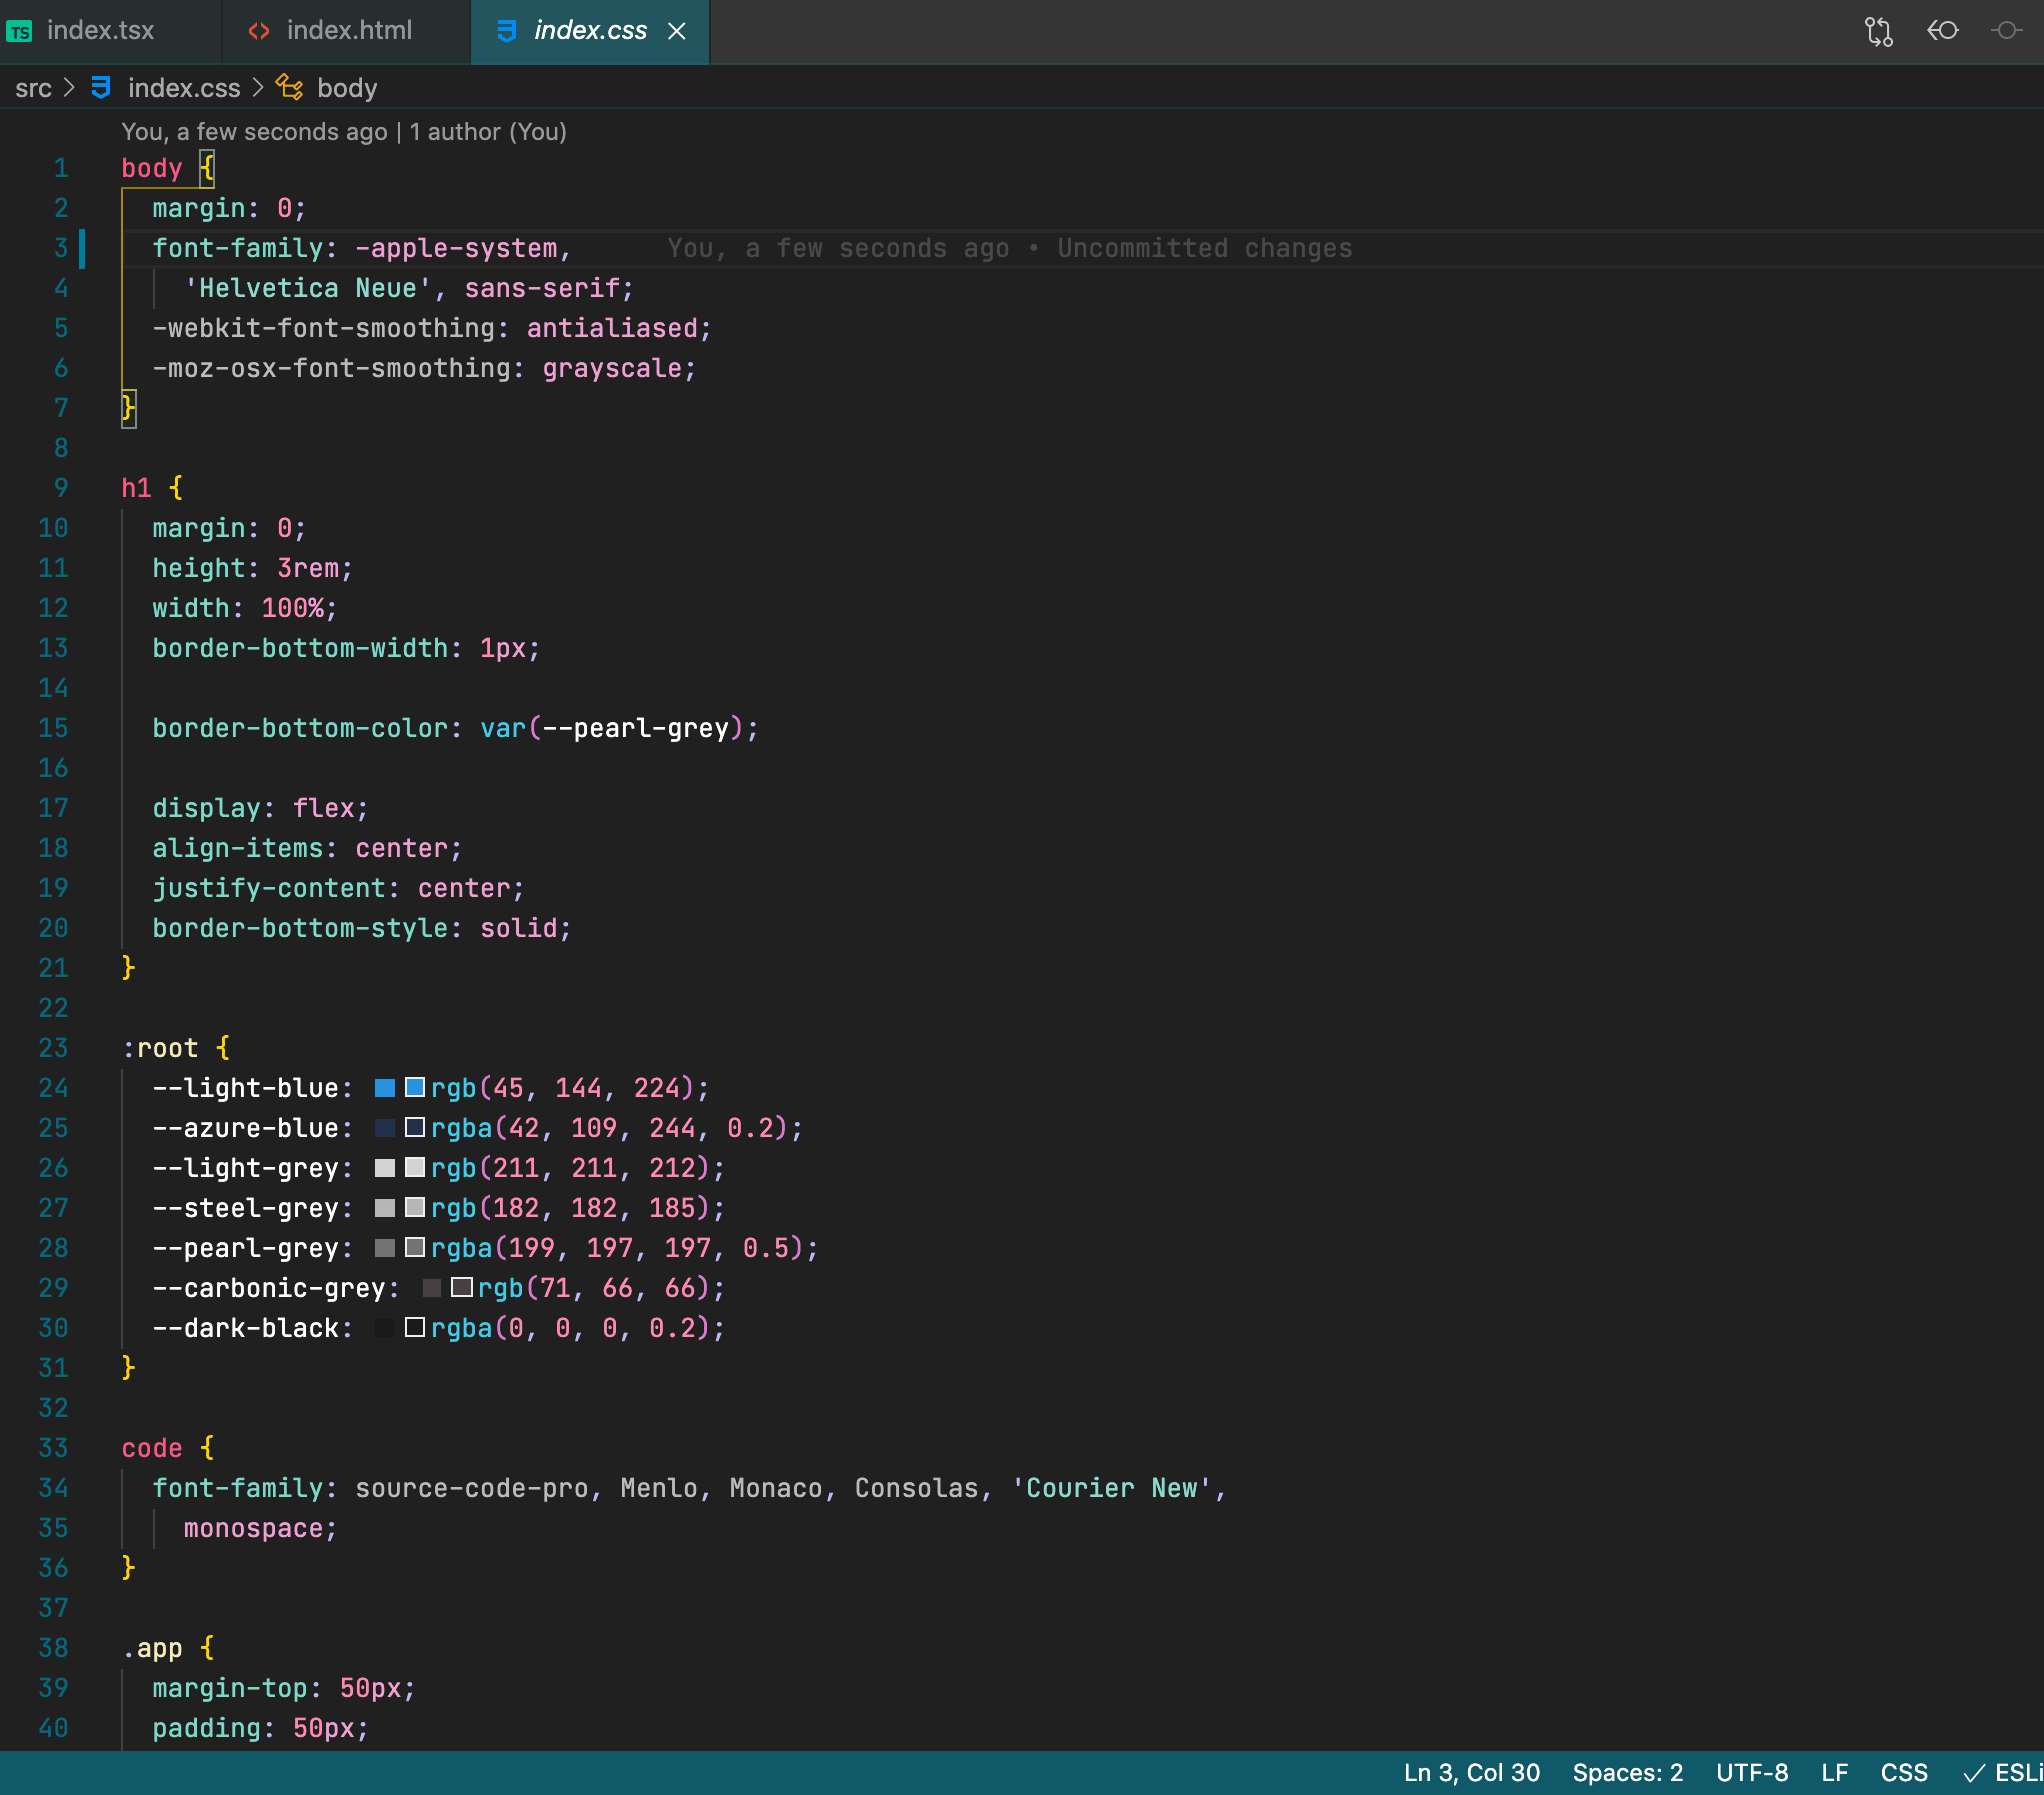 TS index.tsx <> index.html index.css
src > index.css > body
You, a few seconds ago | 1 author (You)
1 body {
2 margin: 0;
3 font-family: -apple-system, You, a few seconds ago • Uncommitted changes
4 'Helvetica Neue', sans-serif;
5 -webkit-font-smoothing: antialiased;
6 -moz-osx-font-smoothing: grayscale;
7 }
8
9 h1 {
10 margin: 0;
11 height: 3rem;
12 width: 100%;
13 border-bottom-width: 1px;
14
15 border-bottom-color: var(--pearl-grey);
16
17 display: flex;
18 align-items: center;
19 justify-content: center;
20 border-bottom-style: solid;
21 }
22
23 :root {
24 --light-blue: rgb(45, 144, 224);
25 --azure-blue: rgba(42, 109, 244, 0.2);
26 --light-grey: rgb(211, 211, 212);
27 --steel-grey: rgb(182, 182, 185);
28 --pearl-grey: rgba(199, 197, 197, 0.5);
29 --carbonic-grey: rgb(71, 66, 66);
30 --dark-black: rgba(0, 0, 0, 0.2);
31 }
32
33 code {
34 font-family: source-code-pro, Menlo, Monaco, Consolas, 'Courier New',
35 monospace;
36 }
37
38 .app {
39 margin-top: 50px;
40 padding: 50px;
Ln 3, Col 30 Spaces: 2 UTF-8 LF CSS ✓ ESLi